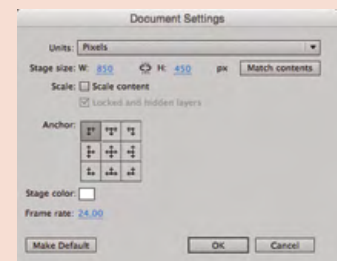 Document Settings
Units: Pixels
Stage size: W: 850 H: 450 px Match contents
Scale: Scale content
Locked and hidden layers
Anchor:
Stage color:
Frame rate: 24.00
Make Default OK Cancel